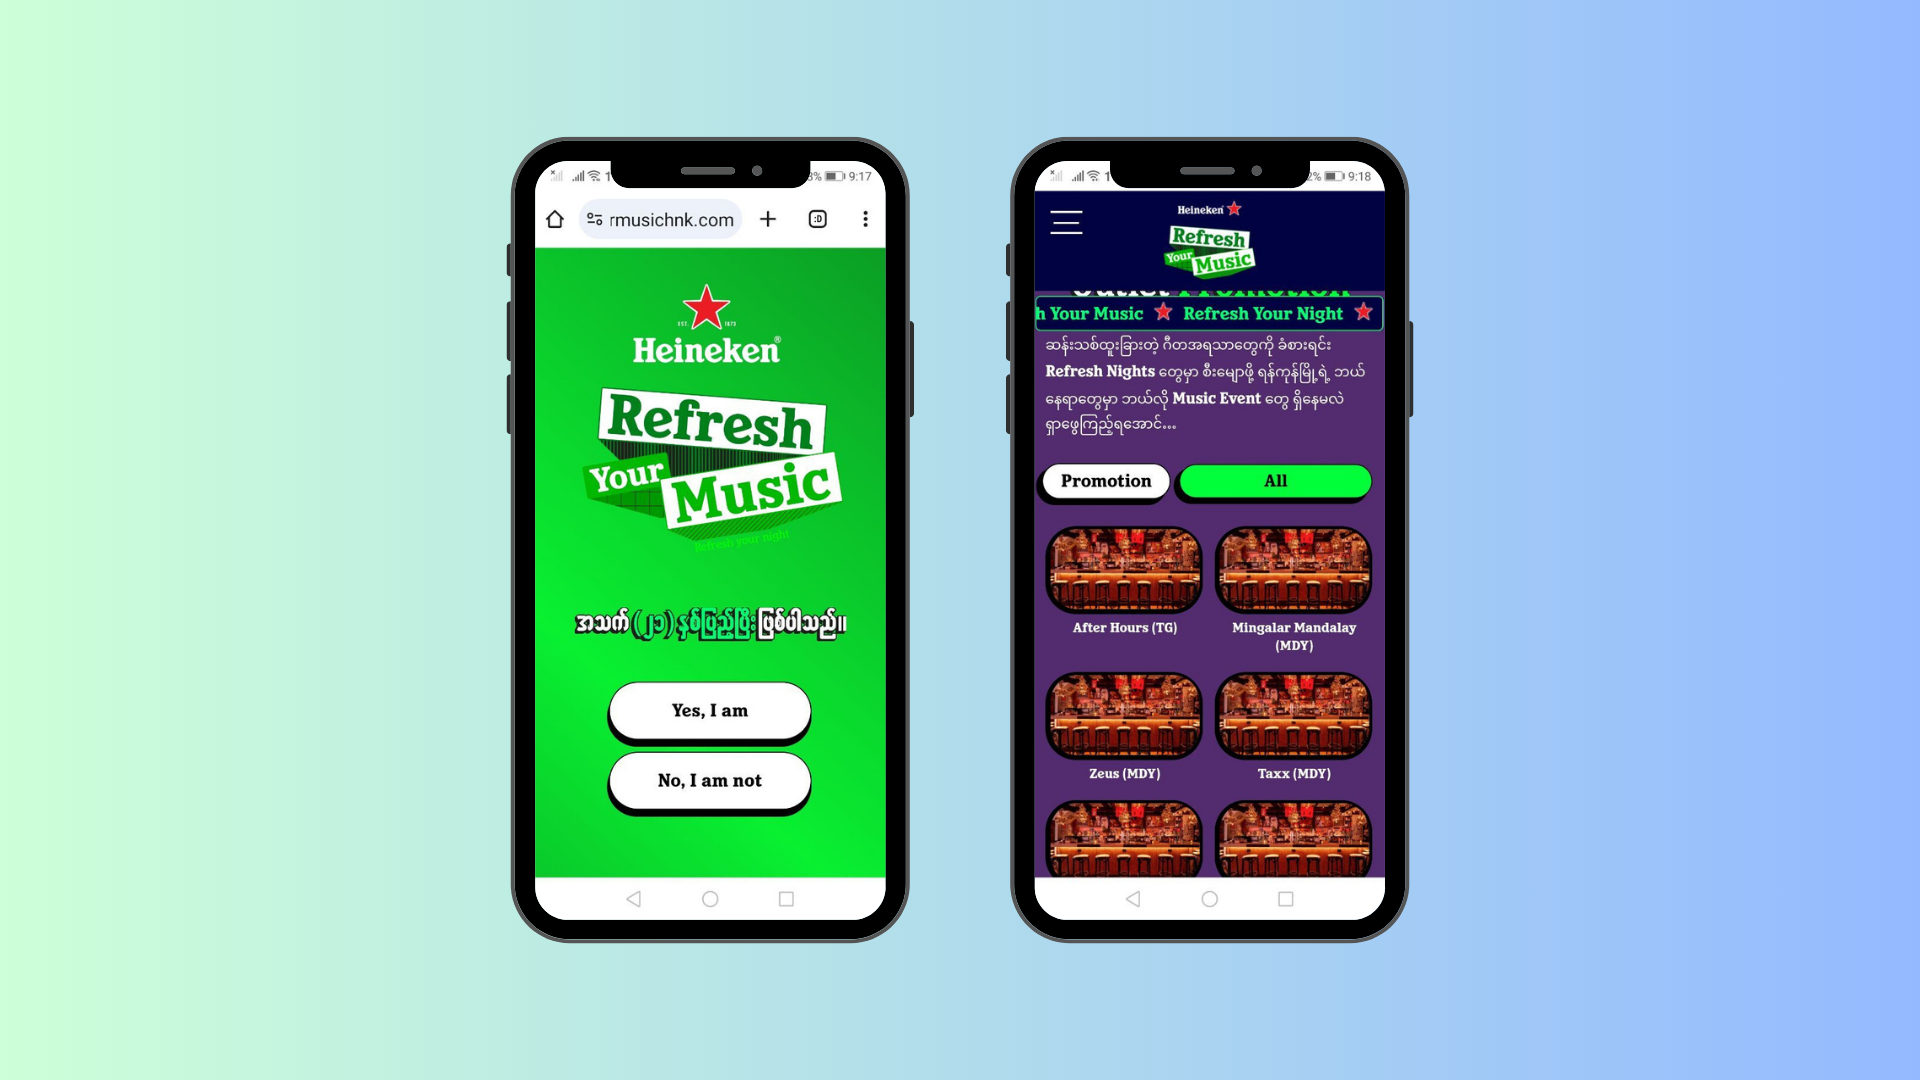 9:17
rmusichnk.com
EST. 1873
Heineken®
Refresh
Your
Music
Refresh your night
အသက် (၂၁) နှစ်ပြည့်ပြီး ဖြစ်ပါသည်။
Yes, I am
No, I am not
2% 9:18
Heineken
Refresh
Your
Music
Outlet Promotion
h Your Music ★ Refresh Your Night ★
ဆန်းသစ်ထူးခြားတဲ့ ဂီတအရသာတွေကို ခံစားရင်း
Refresh Nights တွေမှာ စီးမျောဖို့ ရန်ကုန်မြို့ရဲ့ ဘယ်
နေရာတွေမှာ ဘယ်လို Music Event တွေ ရှိနေမလဲ
ရှာဖွေကြည့်ရအောင်...
Promotion
All
After Hours (TG)
Mingalar Mandalay
(MDY)
Zeus (MDY)
Taxx (MDY)